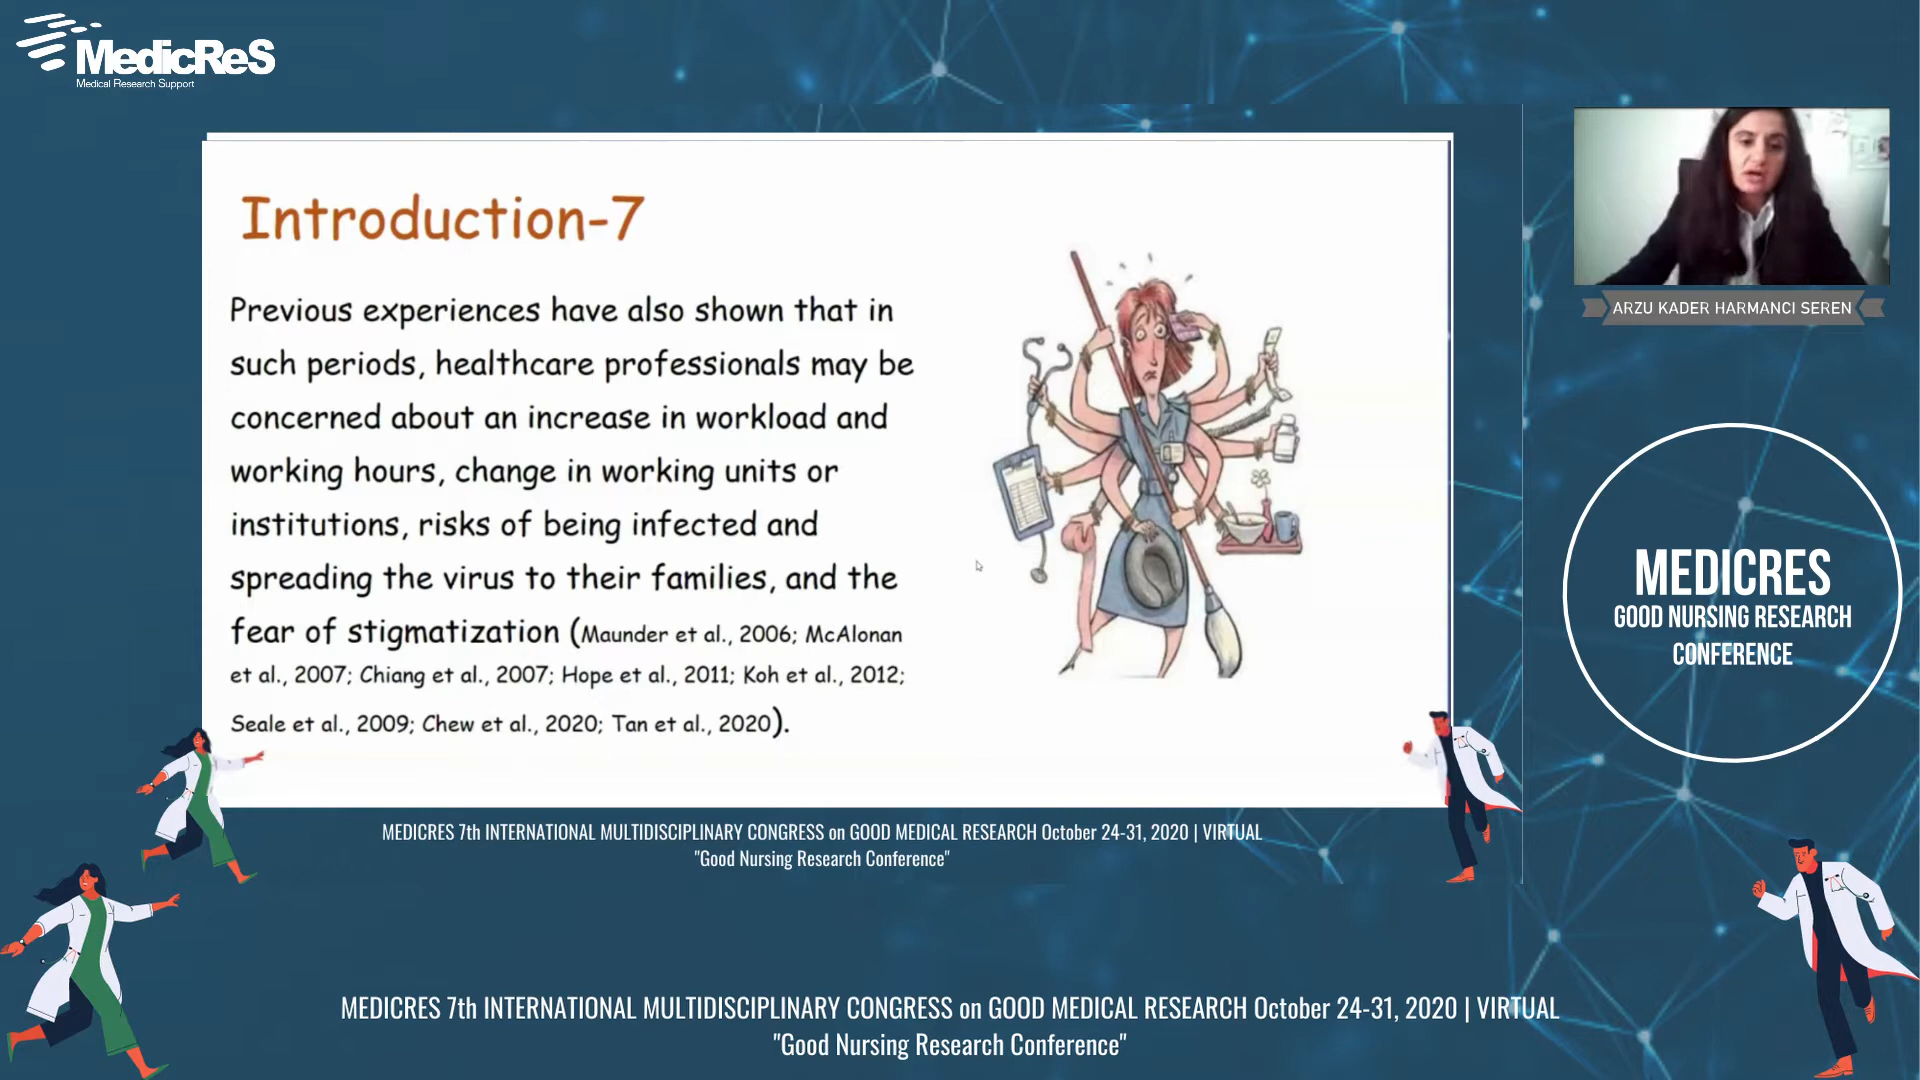 MedicReS
Medical Research Support
Introduction-7
Previous experiences have also shown that in
such periods, healthcare professionals may be
concerned about an increase in workload and
working hours, change in working units or
institutions, risks of being infected and
spreading the virus to their families, and the
fear of stigmatization (Maunder et al., 2006; McAlonan
et al., 2007; Chiang et al., 2007; Hope et al., 2011; Koh et al., 2012;
Seale et al., 2009; Chew et al., 2020; Tan et al., 2020).
MEDICRES 7th INTERNATIONAL MULTIDISCIPLINARY CONGRESS on GOOD MEDICAL RESEARCH October 24-31, 2020 | VIRTUAL
"Good Nursing Research Conference"
ARZU KADER HARMANCI SEREN
MEDICRES
GOOD NURSING RESEARCH
CONFERENCE
MEDICRES 7th INTERNATIONAL MULTIDISCIPLINARY CONGRESS on GOOD MEDICAL RESEARCH October 24-31, 2020 | VIRTUAL
"Good Nursing Research Conference"